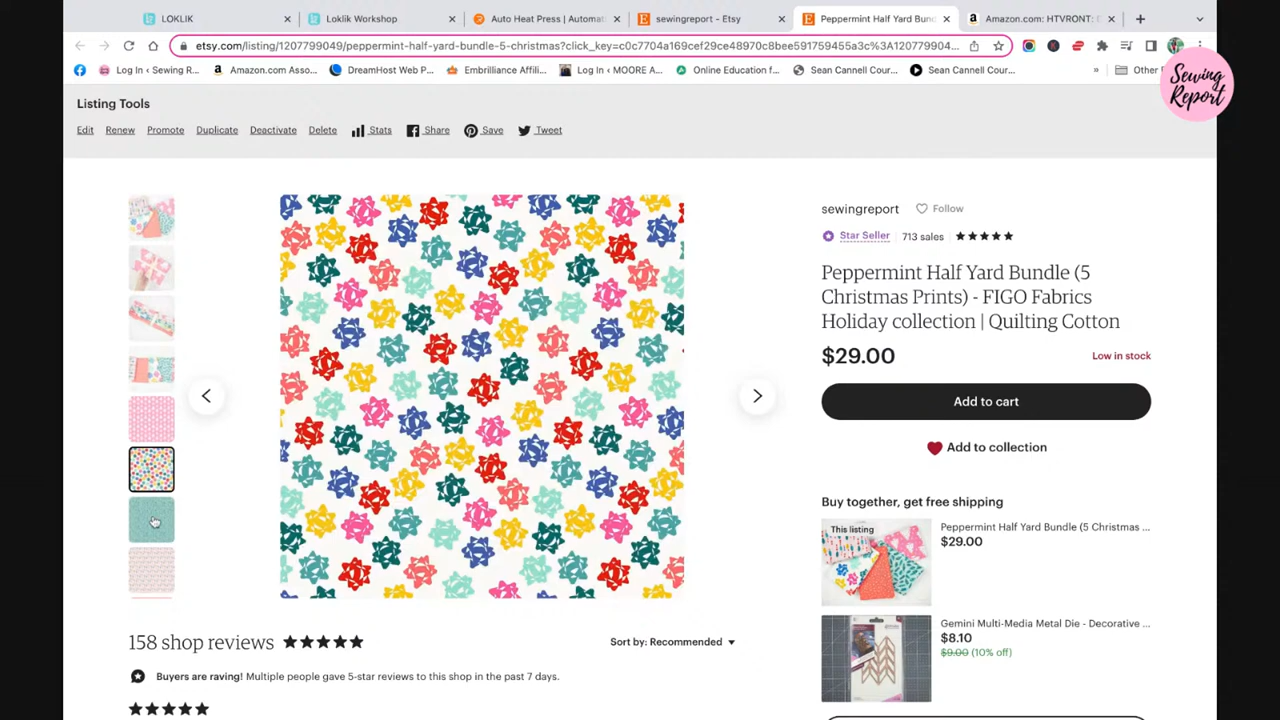 LOKLIK
Loklik Workshop
Auto Heat Press | Automat
sewingreport - Etsy
Peppermint Half Yard Bund
Amazon.com: HTVRONT:
etsy.com/listing/1207799049/peppermint-half-yard-bundle-5-christmas?click_key=c0c7704a169cef29ce48970c8bee591759455a3c%3A120779904...
Log In ‹ Sewing R...
Amazon.com Asso...
DreamHost Web P...
Embrilliance Affili...
Log In ‹ MOORE A...
Online Education f...
Sean Cannell Cour...
Sean Cannell Cour...
»
Other
Sewing
Report
Listing Tools
Edit Renew Promote Duplicate Deactivate Delete Stats Share Save Tweet
sewingreport Follow
Star Seller 713 sales
Peppermint Half Yard Bundle (5
Christmas Prints) - FIGO Fabrics
Holiday collection | Quilting Cotton
$29.00 Low in stock
Add to cart
Add to collection
Buy together, get free shipping
This listing
Peppermint Half Yard Bundle (5 Christmas ...
$29.00
Gemini Multi-Media Metal Die - Decorative ...
$8.10
$9.00 (10% off)
158 shop reviews
Sort by: Recommended
Buyers are raving! Multiple people gave 5-star reviews to this shop in the past 7 days.